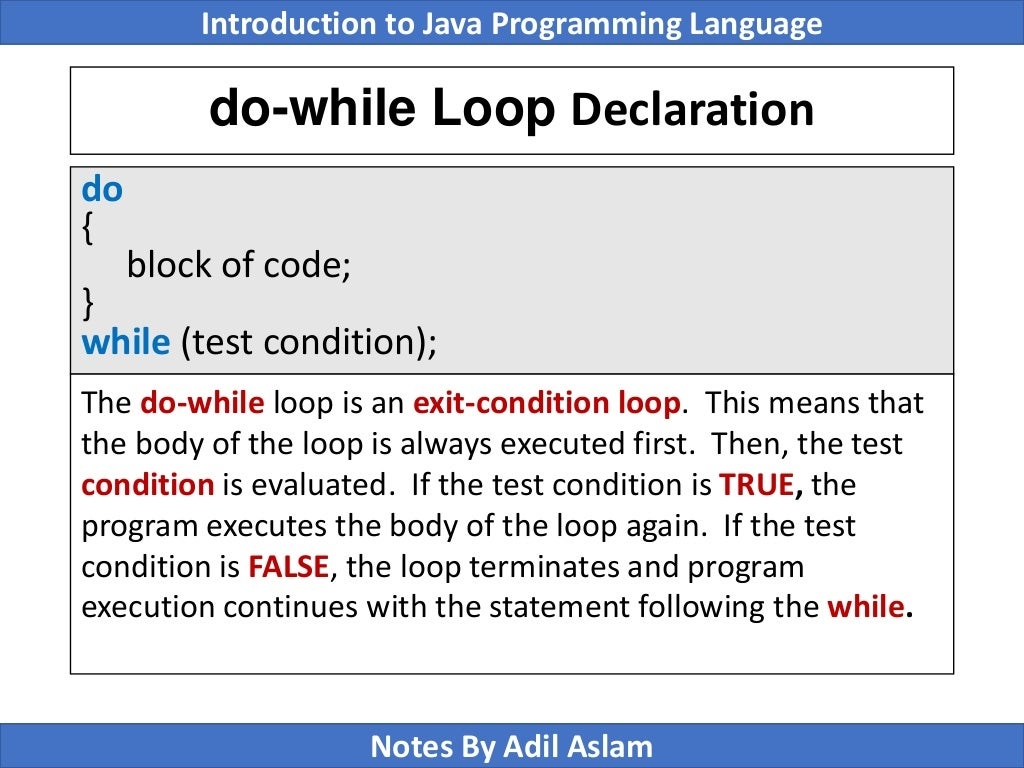 Introduction to Java Programming Language
do-while Loop Declaration
do
{
block of code;
}
while (test condition);
The do-while loop is an exit-condition loop.  This means that
the body of the loop is always executed first.  Then, the test
condition is evaluated.  If the test condition is TRUE, the
program executes the body of the loop again.  If the test
condition is FALSE, the loop terminates and program
execution continues with the statement following the while.
Notes By Adil Aslam